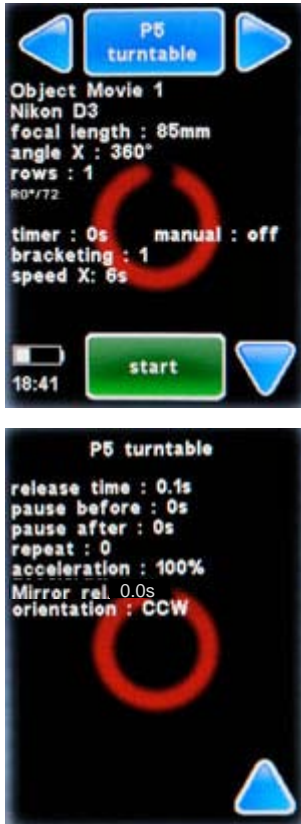 P5
turntable
Object Movie 1
Nikon D3
focal length : 85mm
angle X : 360°
rows : 1
R0°/72
timer : 0s manual : off
bracketing : 1
speed X: 6s
start
18:41
P5 turntable
release time : 0.1s
pause before : 0s
pause after : 0s
repeat : 0
acceleration : 100%
Mirror rel. 0.0s
orientation : CCW